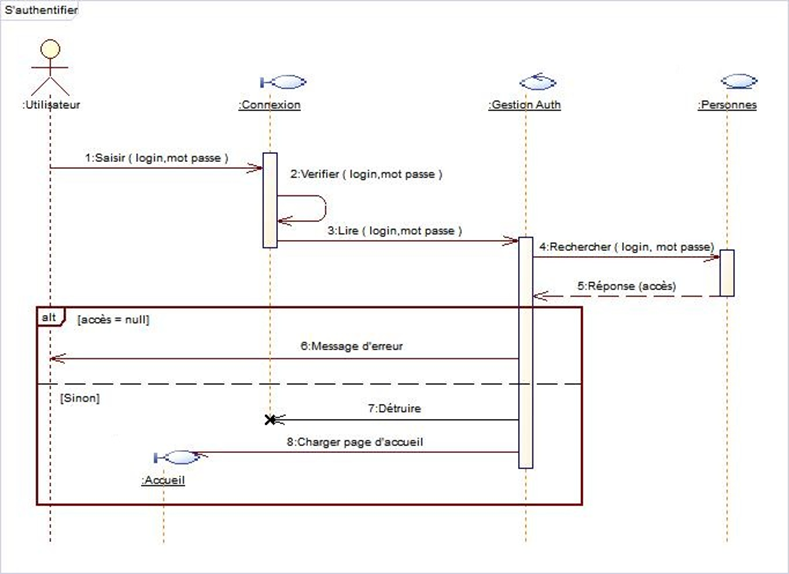 S'authentifier
:Utilisateur
:Connexion
:Gestion Auth
:Personnes
1:Saisir ( login,mot passe )
2:Verifier ( login,mot passe )
3:Lire ( login,mot passe )
4:Rechercher ( login, mot passe)
5:Réponse (accès)
alt
[accès = null]
6:Message d'erreur
[Sinon]
7:Détruire
8:Charger page d'accueil
:Accueil